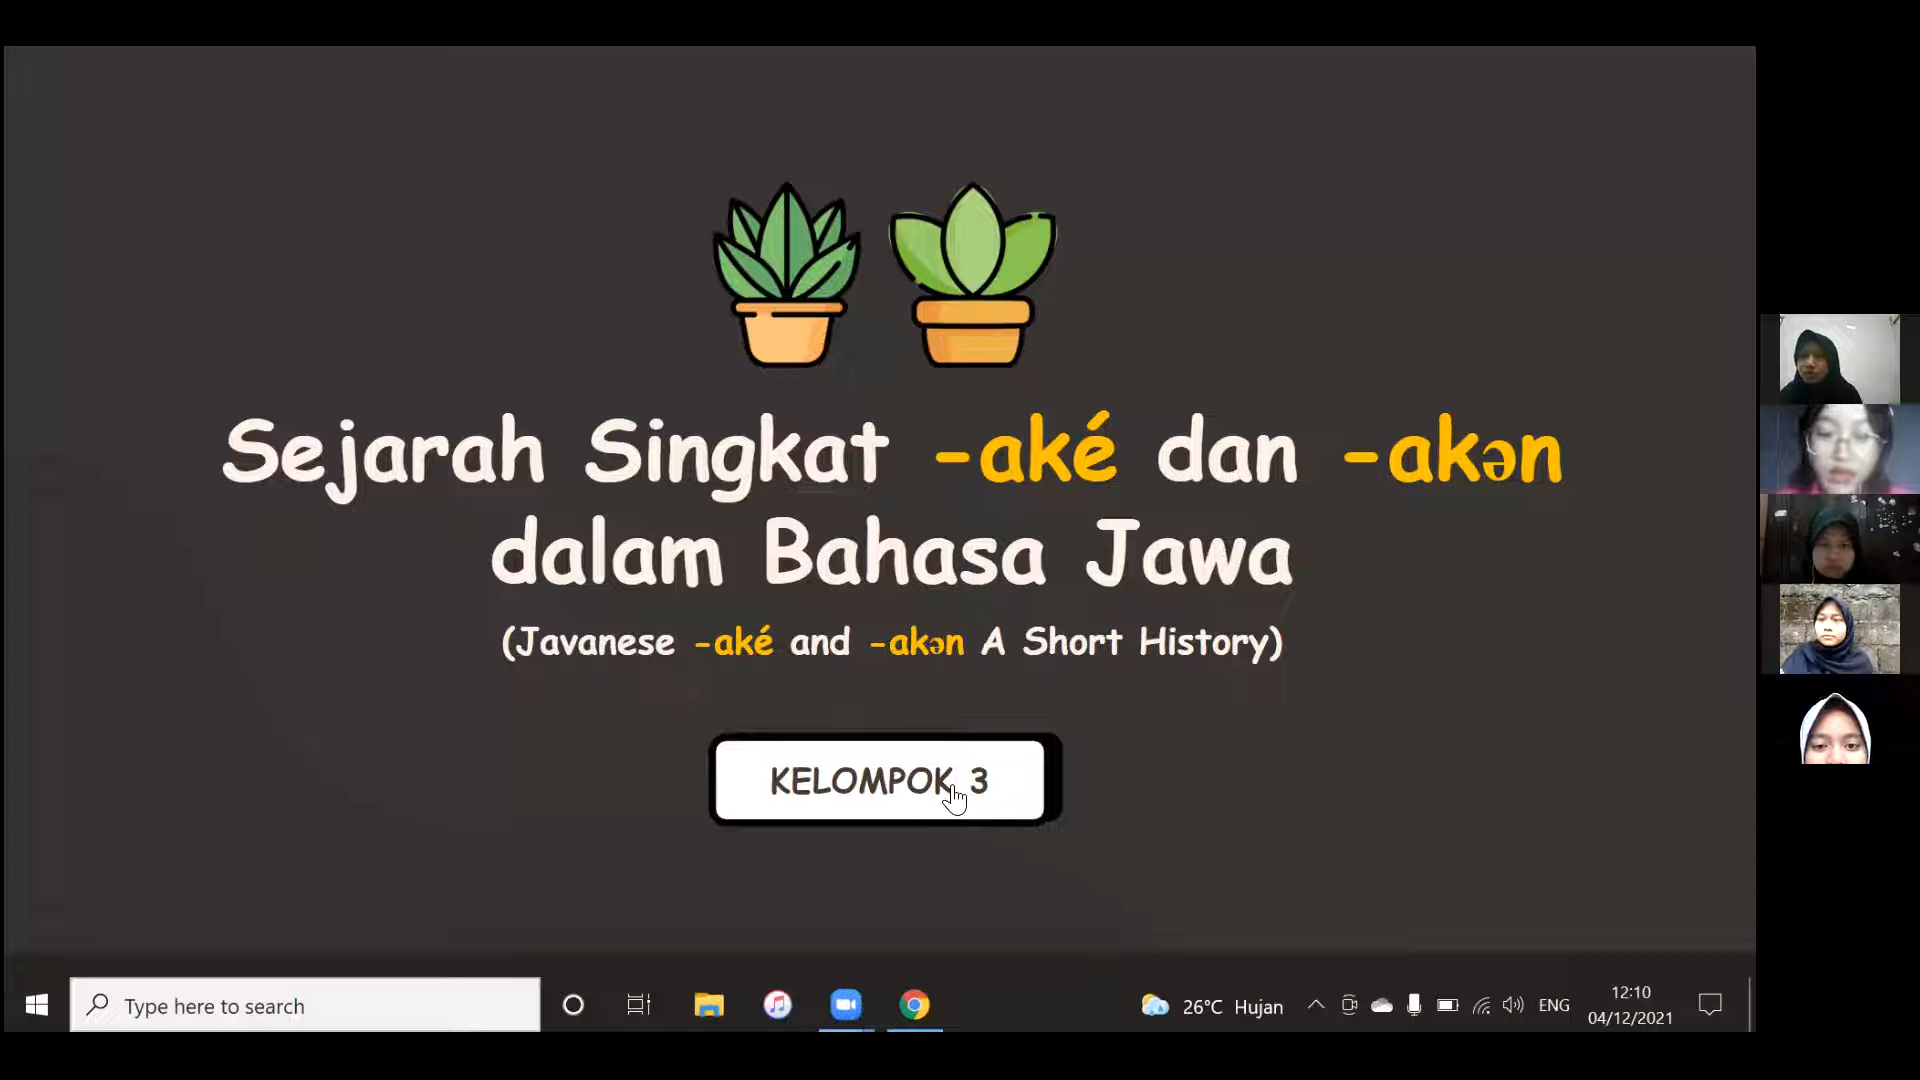 Sejarah Singkat -aké dan -akən
dalam Bahasa Jawa
(Javanese -aké and -akən A Short History)
KELOMPOK 3
Type here to search
26°C Hujan
ENG
12:10
04/12/2021